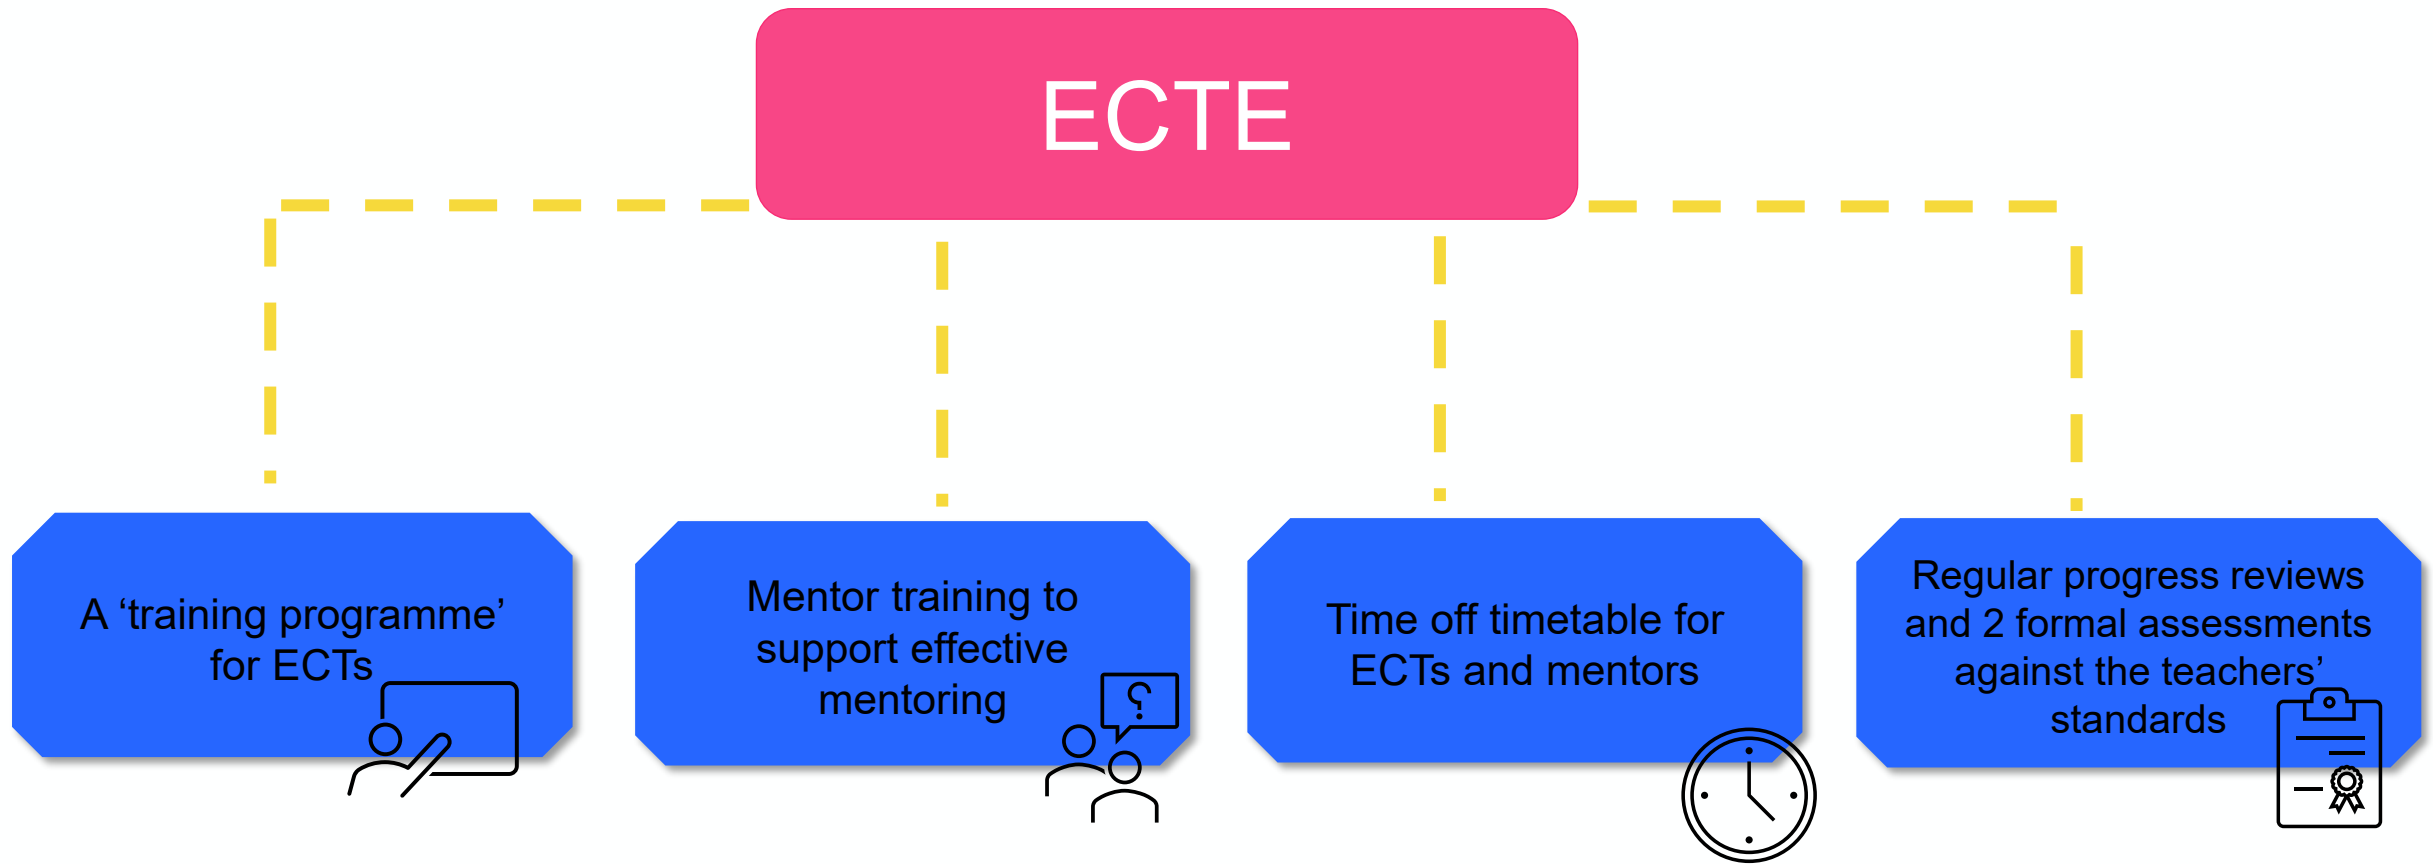 ECTE
A ‘training programme’
for ECTs
Mentor training to
support effective
mentoring
?
Time off timetable for
ECTs and mentors
Regular progress reviews
and 2 formal assessments
against the teachers’
standards